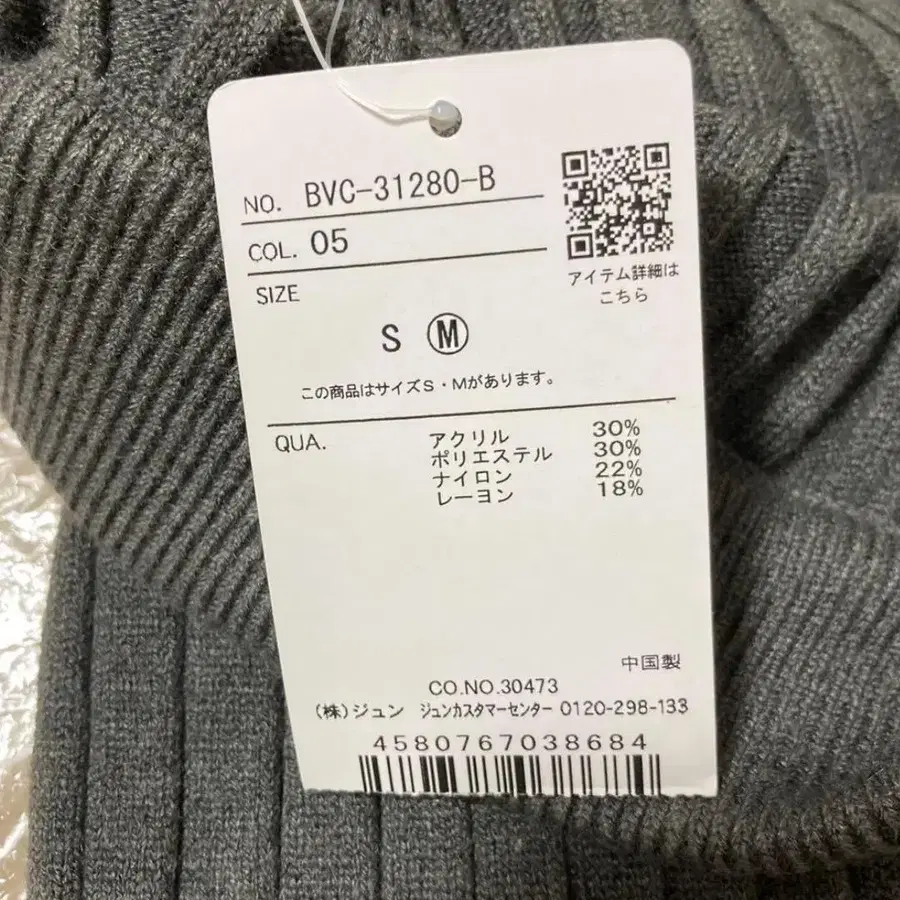 NO. BVC-31280-B
COL. 05
アイテム詳細は
こちら
SIZE
S M
この商品はサイズS・Mがあります。
QUA.
アクリル 30%
ポリエステル 30%
ナイロン 22%
レーヨン 18%
中国製
CO.NO.30473
(株)ジュン ジュンカスタマーセンター 0120-298-133
4580767038684